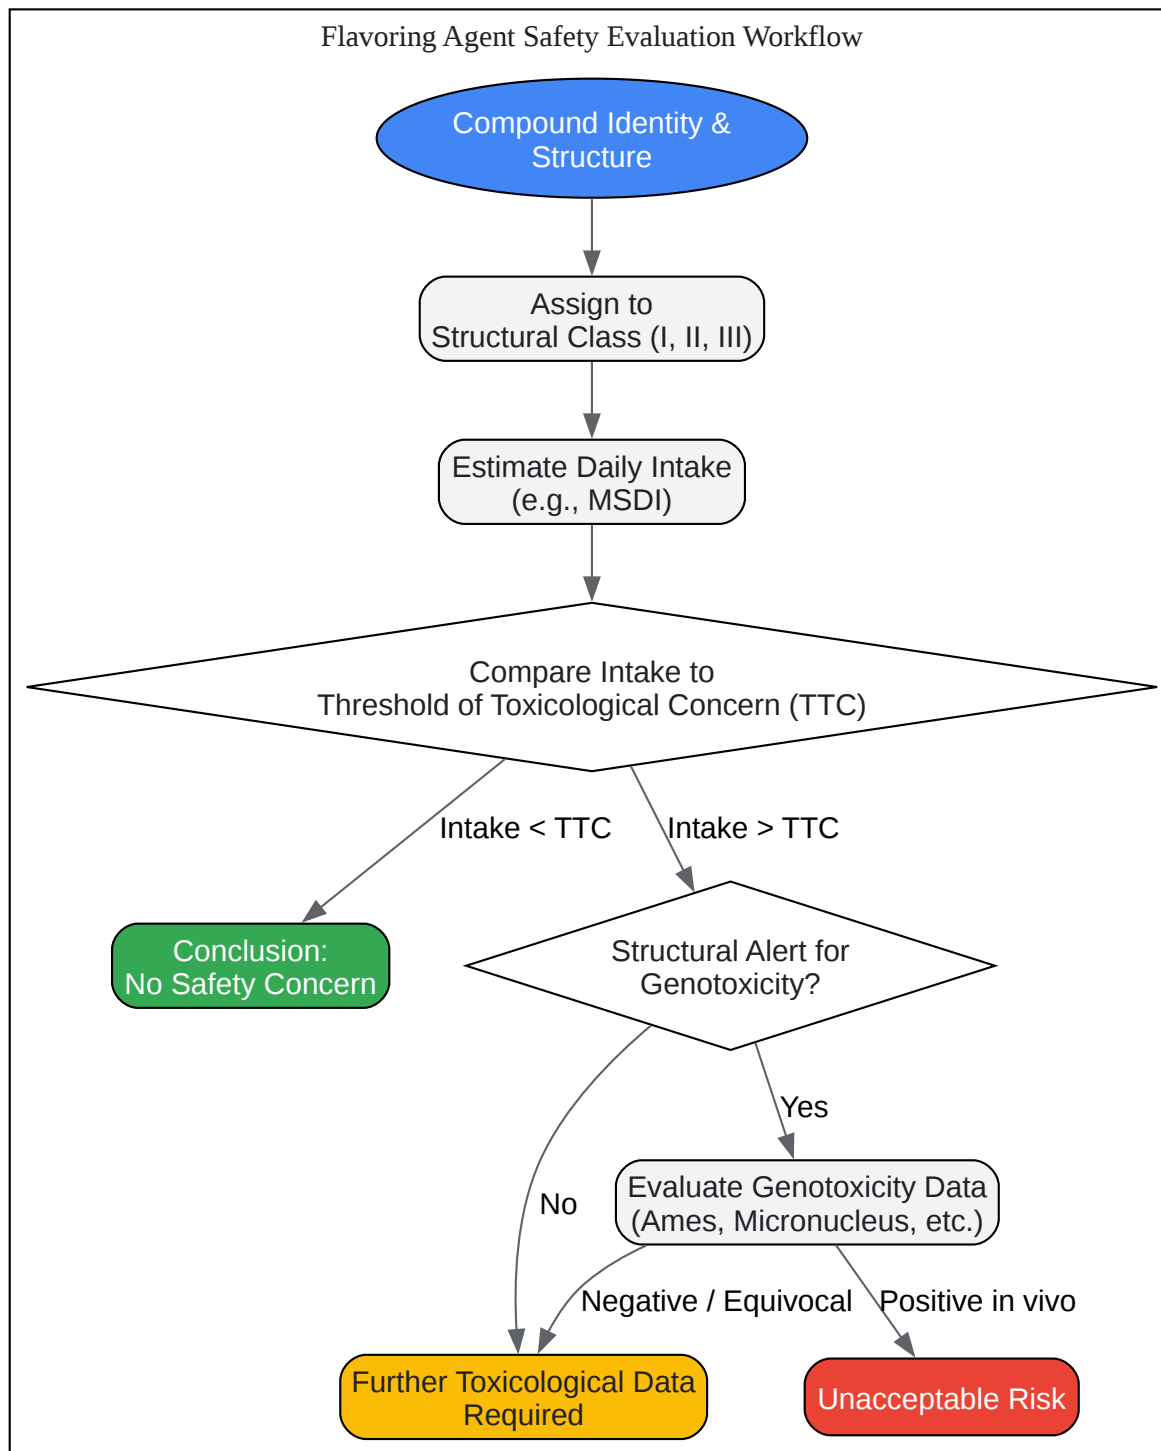 Flavoring Agent Safety Evaluation Workflow
Compound Identity &
Structure
Assign to
Structural Class (I, II, III)
Estimate Daily Intake
(e.g., MSDI)
Compare Intake to
Threshold of Toxicological Concern (TTC)
Intake < TTC
Intake > TTC
Conclusion:
No Safety Concern
Structural Alert for
Genotoxicity?
Yes
No
Evaluate Genotoxicity Data
(Ames, Micronucleus, etc.)
Negative / Equivocal
Positive in vivo
Further Toxicological Data
Required
Unacceptable Risk